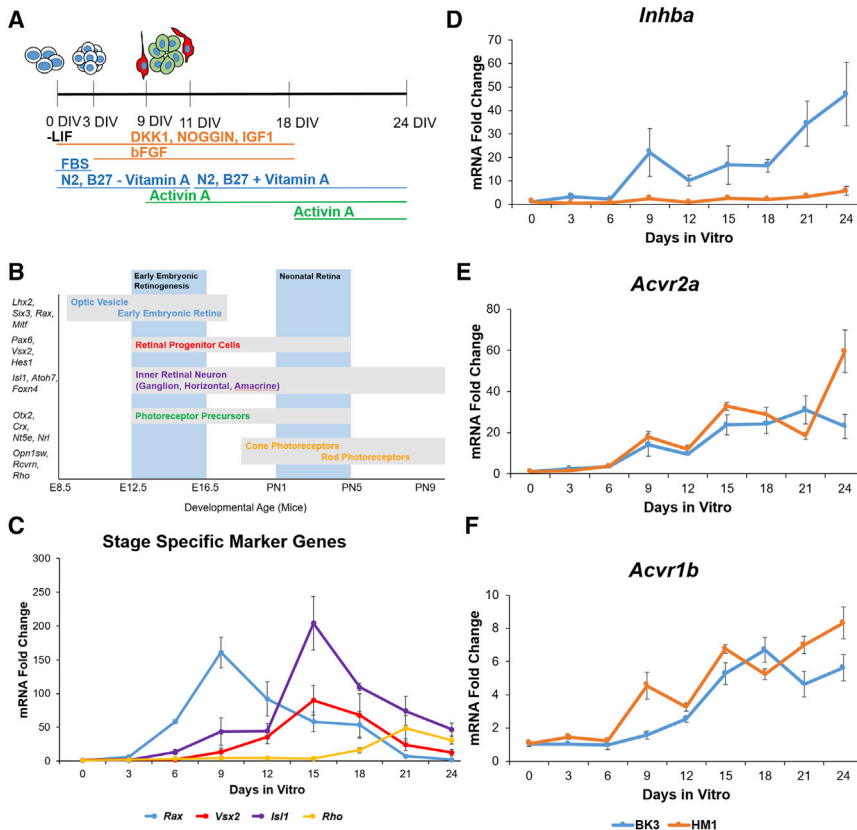 A
0 DIV 3 DIV 9 DIV 11 DIV 18 DIV 24 DIV
-LIF DKK1, NOGGIN, IGF1
bFGF
FBS
N2, B27 - Vitamin A N2, B27 + Vitamin A
Activin A
Activin A
B
Early Embryonic
Retinogenesis
Neonatal Retina
Lhx2,
Six3, Rax,
Mitf
Optic Vesicle
Early Embryonic Retina
Pax6,
Vsx2,
Hes1
Retinal Progenitor Cells
Isl1, Atoh7,
Foxn4
Inner Retinal Neuron
(Ganglion, Horizontal, Amacrine)
Otx2,
Crx,
Nt5e, Nrl
Photoreceptor Precursors
Opn1sw,
Rcvrn,
Rho
Cone Photoreceptors
Rod Photoreceptors
E8.5 E12.5 E16.5 PN1 PN5 PN9
Developmental Age (Mice)
C
Stage Specific Marker Genes
mRNA Fold Change
300
250
200
150
100
50
0
0 3 6 9 12 15 18 21 24
Days in Vitro
Rax Vsx2 Isl1 Rho
D
Inhba
mRNA Fold Change
70
60
50
40
30
20
10
0
0 3 6 9 12 15 18 21 24
Days in Vitro
E
Acvr2a
mRNA Fold Change
80
60
40
20
0
0 3 6 9 12 15 18 21 24
Days in Vitro
F
Acvr1b
mRNA Fold Change
10
8
6
4
2
0
0 3 6 9 12 15 18 21 24
Days in Vitro
BK3 HM1